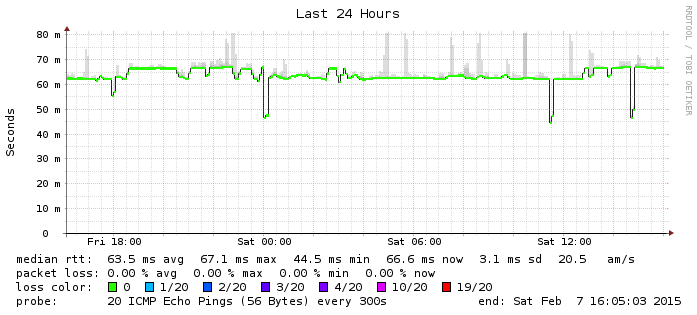 Last 24 Hours
RRDTOOL / TOBI OETIKER
Seconds
80 m
70 m
60 m
50 m
40 m
30 m
20 m
10 m
0
Fri 18:00 Sat 00:00 Sat 06:00 Sat 12:00
median rtt: 63.5 ms avg 67.1 ms max 44.5 ms min 66.6 ms now 3.1 ms sd 20.5 am/s
packet loss: 0.00 % avg 0.00 % max 0.00 % min 0.00 % now
loss color: 0 1/20 2/20 3/20 4/20 10/20 19/20
probe: 20 ICMP Echo Pings (56 Bytes) every 300s end: Sat Feb 7 16:05:03 2015